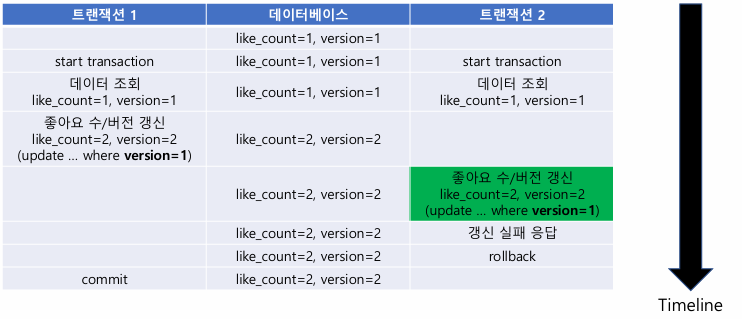 트랜잭션 1 데이터베이스 트랜잭션 2
like_count=1, version=1
start transaction like_count=1, version=1 start transaction
데이터 조회
like_count=1, version=1
like_count=1, version=1
데이터 조회
like_count=1, version=1
좋아요 수/버전 갱신
like_count=2, version=2
(update ... where version=1)
like_count=2, version=2
like_count=2, version=2
좋아요 수/버전 갱신
like_count=2, version=2
(update ... where version=1)
like_count=2, version=2 갱신 실패 응답
like_count=2, version=2 rollback
commit like_count=2, version=2
Timeline